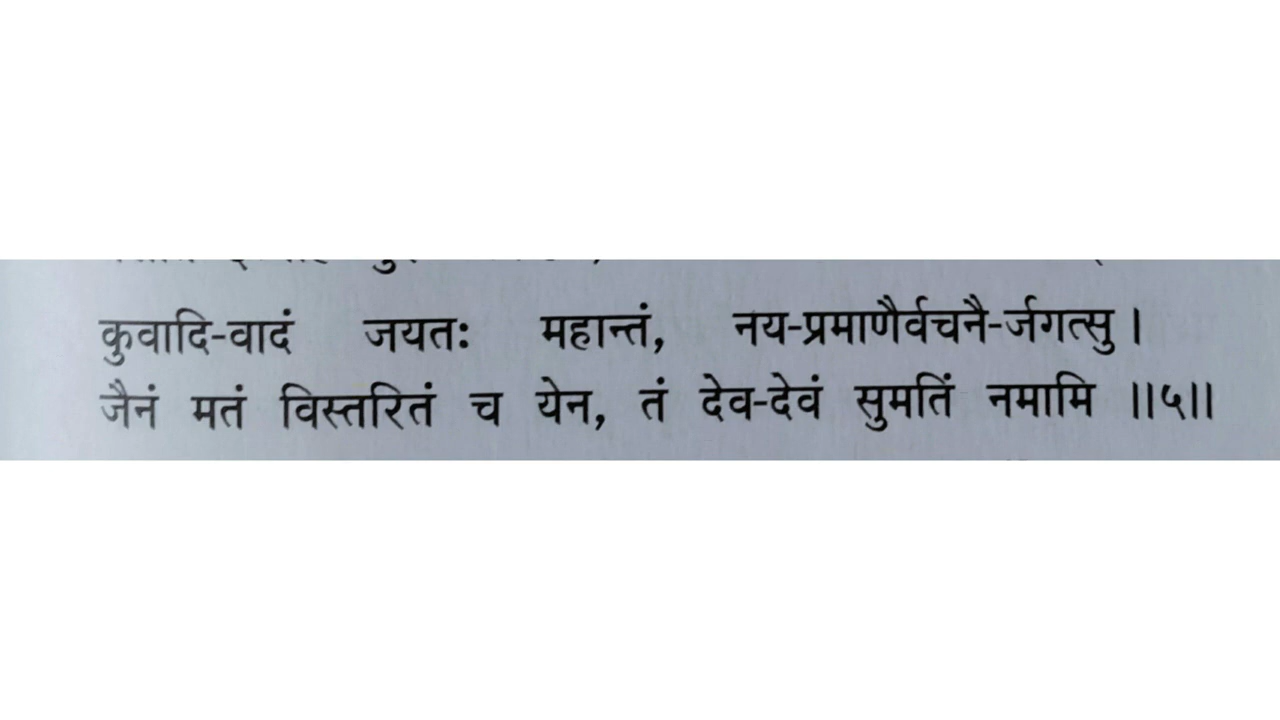 कुवादि-वादं जयतः महान्तं, नय-प्रमाणैर्वचनै-र्जगत्सु ।
जैनं मतं विस्तरितं च येन, तं देव-देवं सुमतिं नमामि ॥५॥